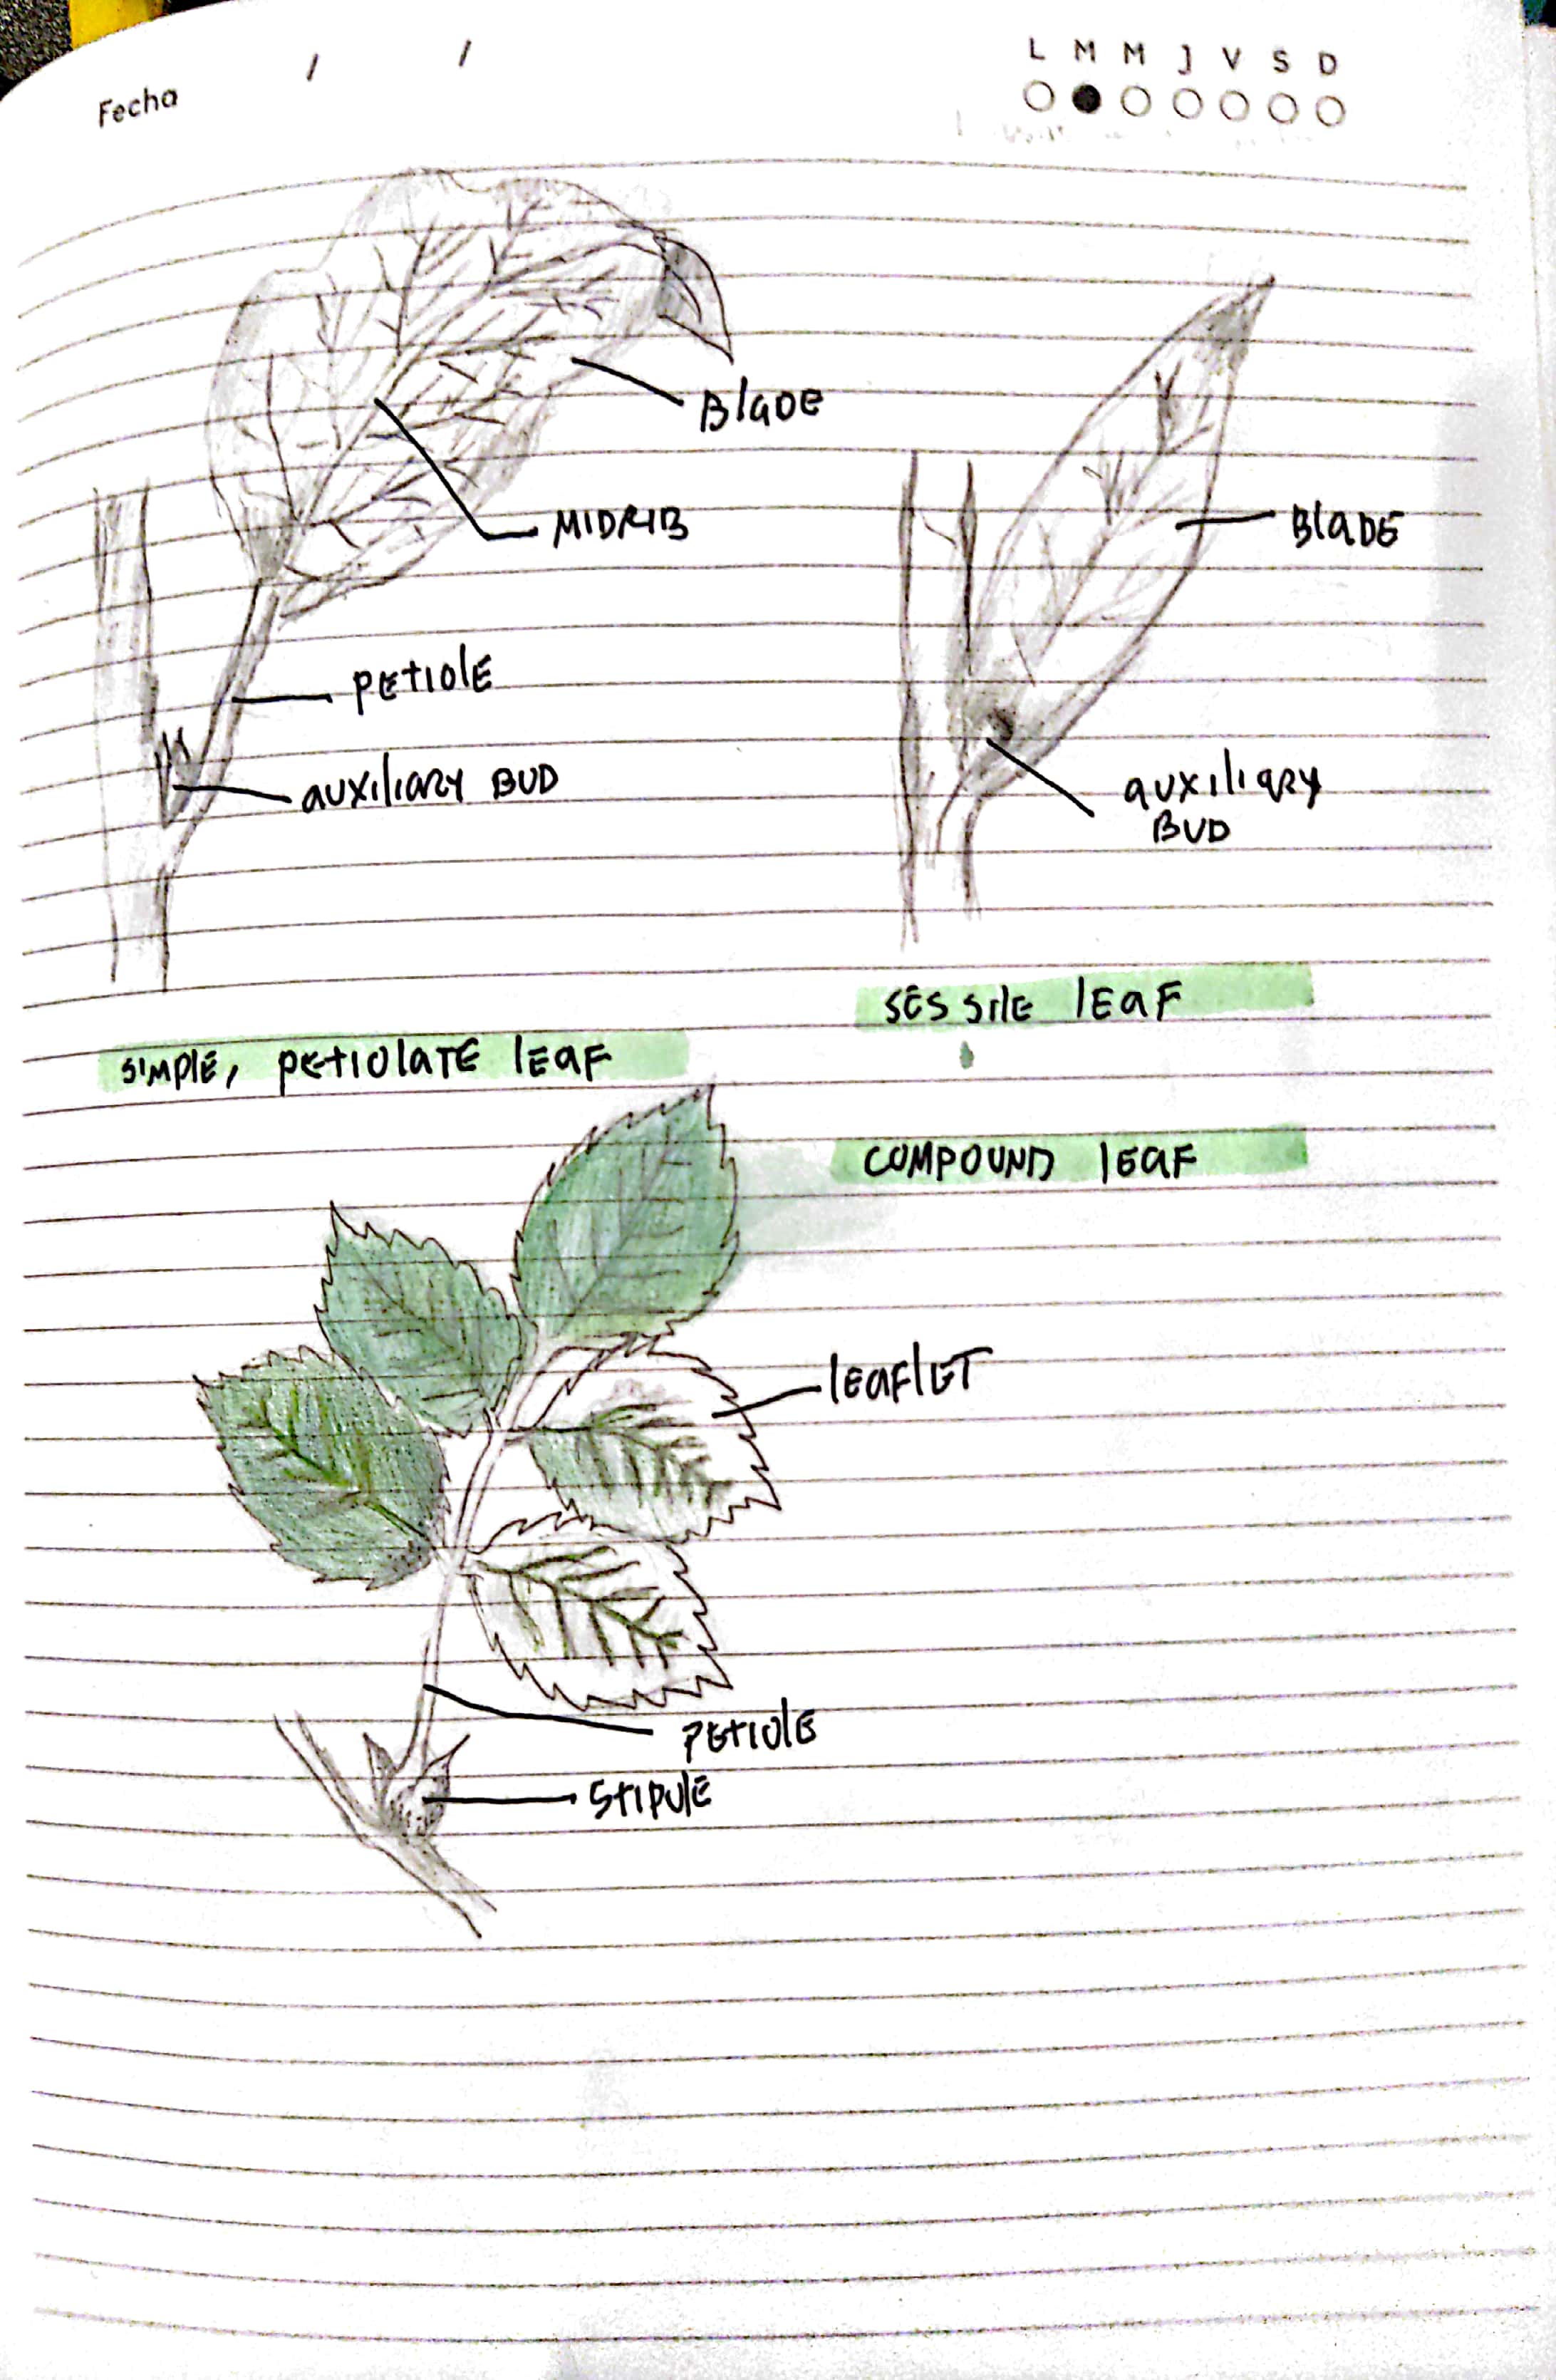 Fecha / /
L M M J V S D
BlaDE
MIDRIB
PEtIolE
auxiliaRy BUD
BlaDE
auxiliaRy
BUD
SESSilE lEaF
SIMPlE, PEtIolatE lEaF
COMPOUND lEaF
lEaflET
PEtIolE
StIPulE